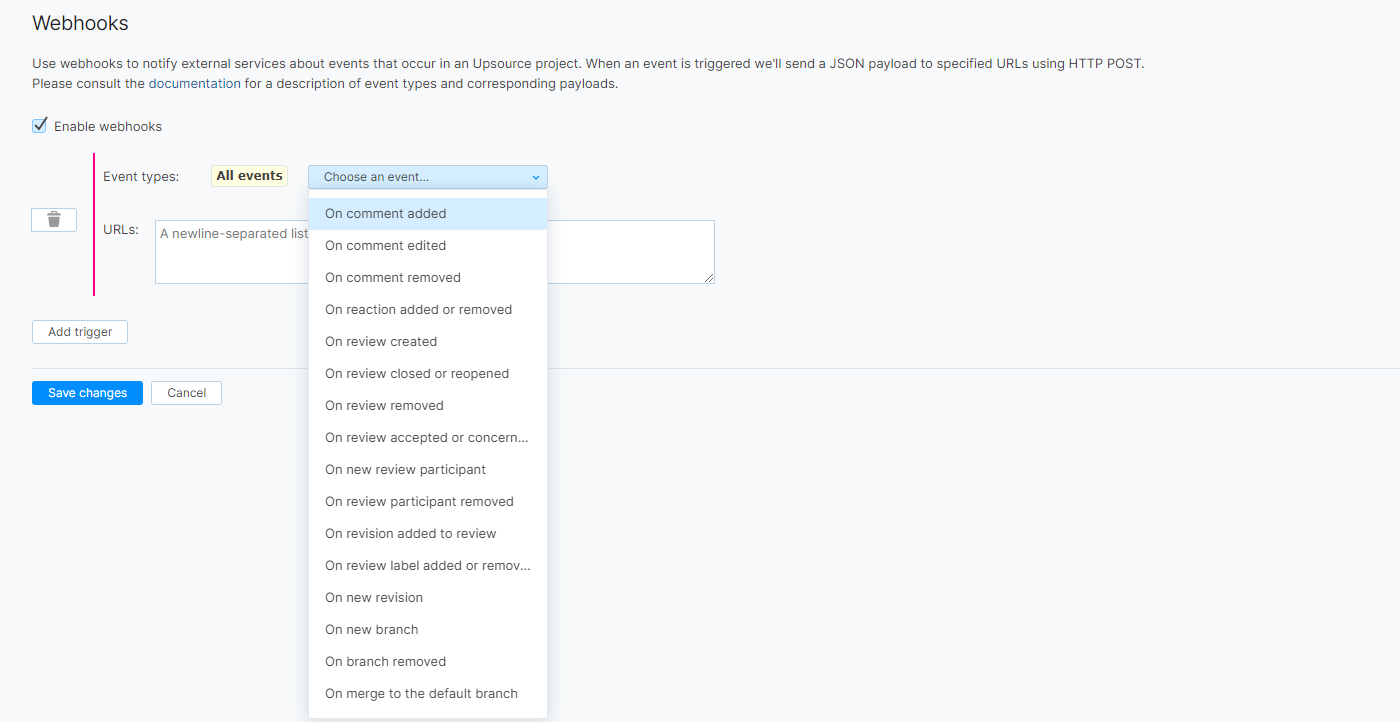 Webhooks
Use webhooks to notify external services about events that occur in an Upsource project. When an event is triggered we'll send a JSON payload to specified URLs using HTTP POST.
Please consult the documentation for a description of event types and corresponding payloads.
Enable webhooks
Event types: All events Choose an event...
URLs: A newline-separated list
On comment added
On comment edited
On comment removed
On reaction added or removed
On review created
On review closed or reopened
On review removed
On review accepted or concern...
On new review participant
On review participant removed
On revision added to review
On review label added or remov...
On new revision
On new branch
On branch removed
On merge to the default branch
Add trigger
Save changes Cancel